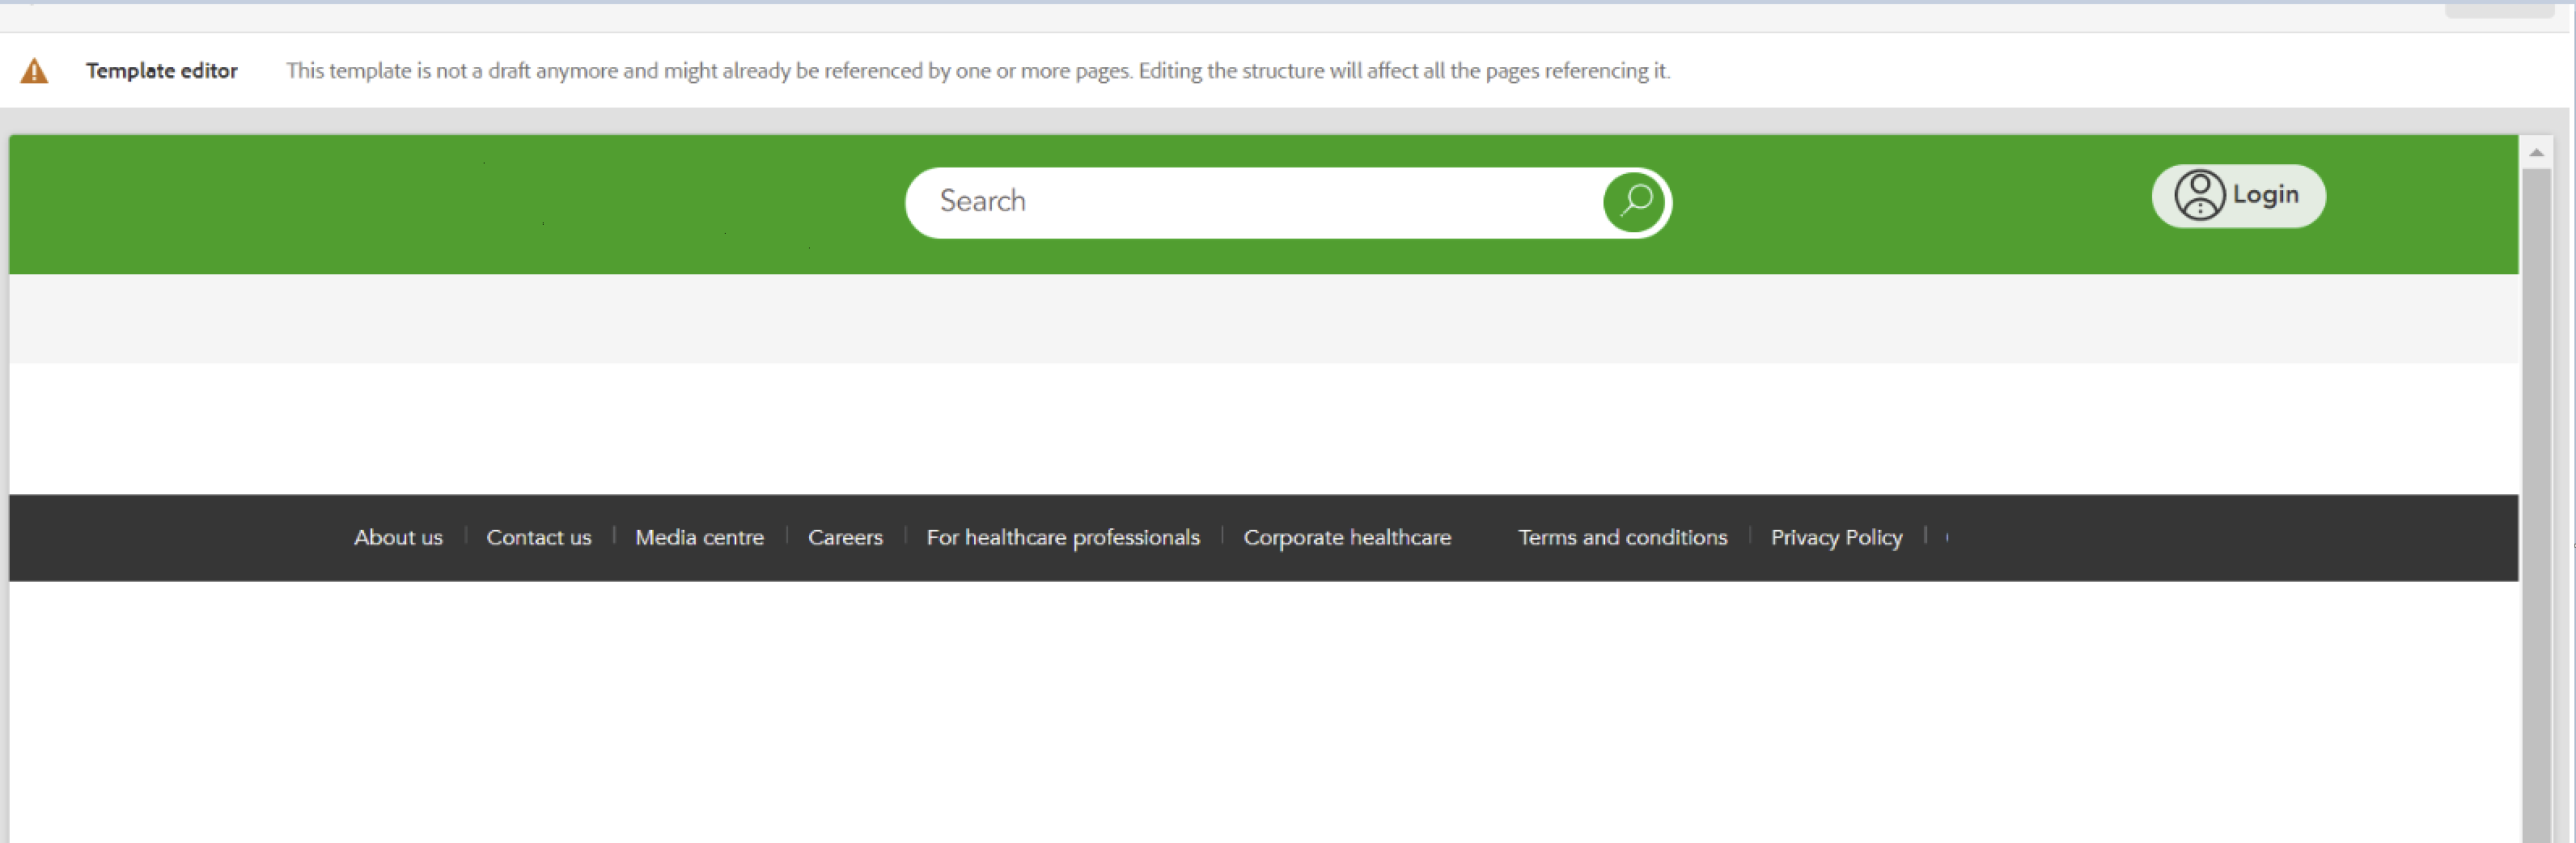 Template editor This template is not a draft anymore and might already be referenced by one or more pages. Editing the structure will affect all the pages referencing it.
Search Login
About us Contact us Media centre Careers For healthcare professionals Corporate healthcare Terms and conditions Privacy Policy